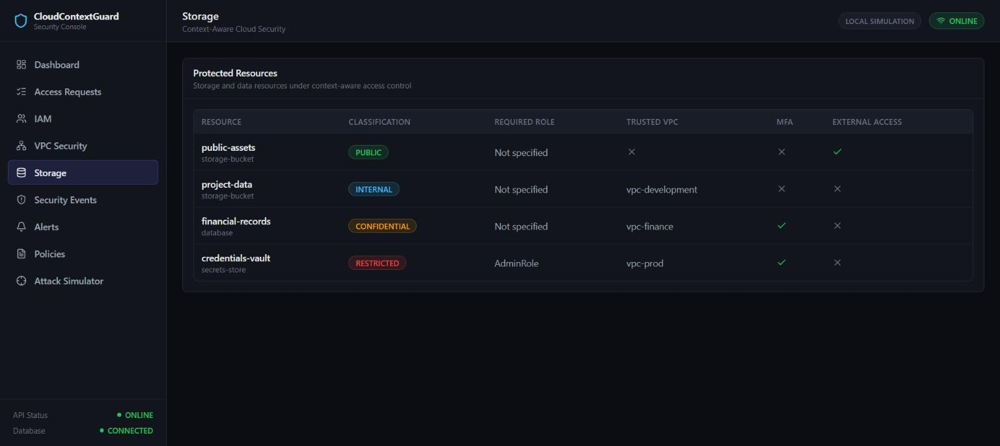 CloudContextGuard
Security Console
Dashboard
Access Requests
IAM
VPC Security
Storage
Security Events
Alerts
Policies
Attack Simulator
API Status ONLINE
Database CONNECTED
Storage
Context-Aware Cloud Security
LOCAL SIMULATION ONLINE
Protected Resources
Storage and data resources under context-aware access control
RESOURCE CLASSIFICATION REQUIRED ROLE TRUSTED VPC MFA EXTERNAL ACCESS
public-assets PUBLIC Not specified ✕ ✕ ✓
storage-bucket
project-data INTERNAL Not specified vpc-development ✕ ✕
storage-bucket
financial-records CONFIDENTIAL Not specified vpc-finance ✓ ✕
database
credentials-vault RESTRICTED AdminRole vpc-prod ✓ ✕
secrets-store